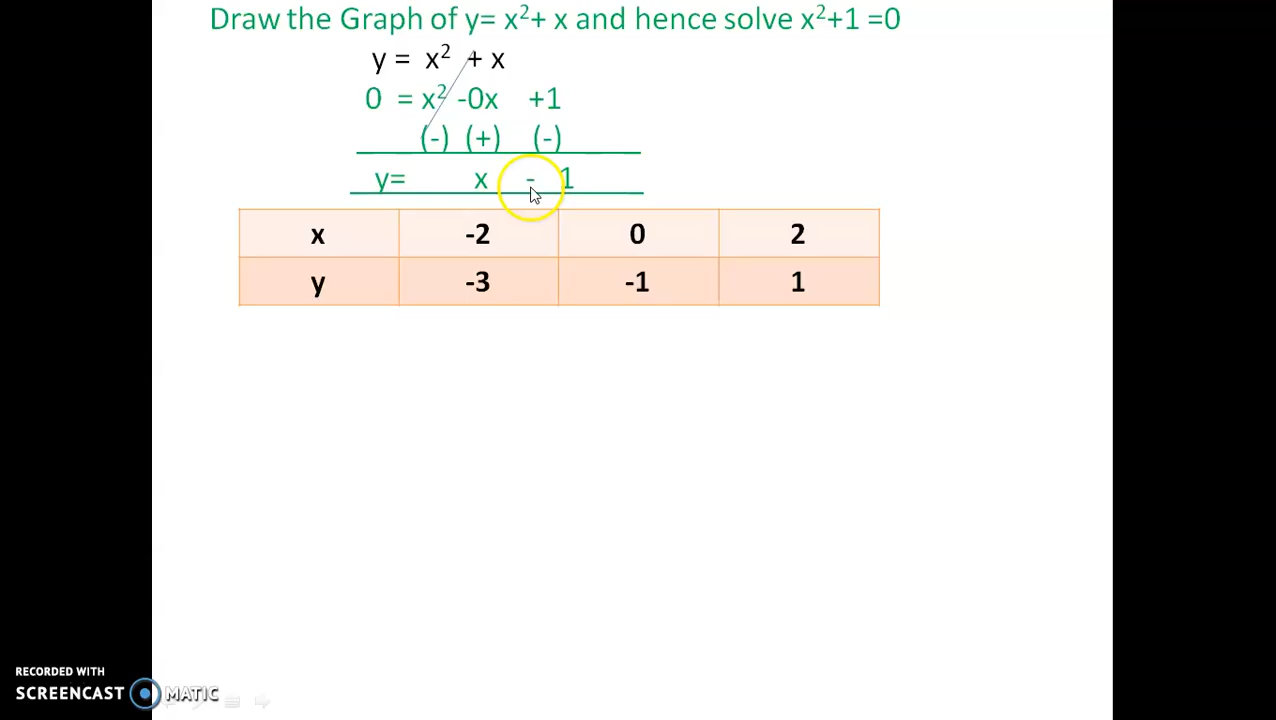 Draw the Graph of y= x²+ x and hence solve x²+1 =0
y = x² + x
0 = x² -0x +1
(-) (+) (-)
y= x - 1
x -2 0 2
y -3 -1 1
RECORDED WITH
SCREENCAST MATIC